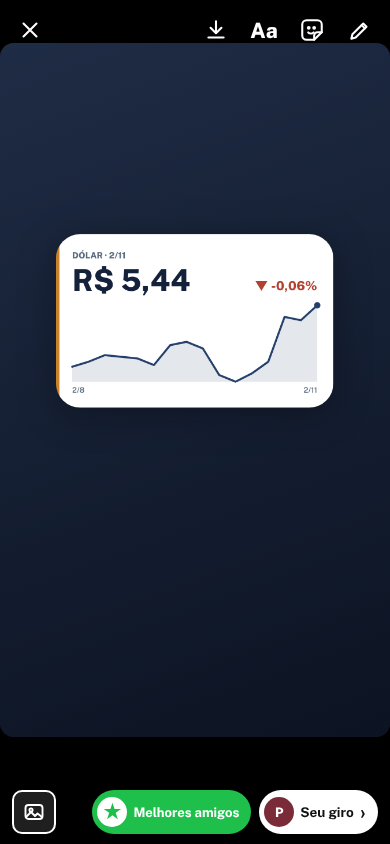 Aa
DÓLAR · 2/11
R$ 5,44
▼ -0,06%
2/8 2/11
Melhores amigos
P Seu giro ›